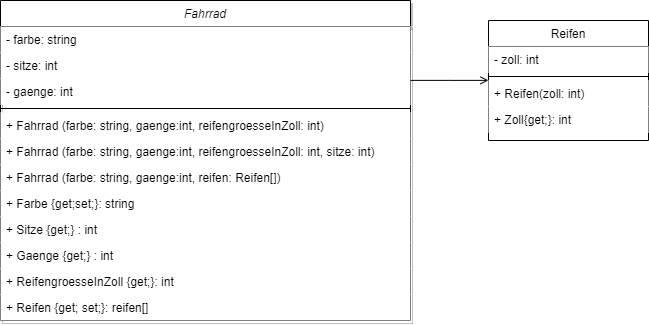 Fahrrad
- farbe: string
- sitze: int
- gaenge: int
+ Fahrrad (farbe: string, gaenge:int, reifengroesseInZoll: int)
+ Fahrrad (farbe: string, gaenge:int, reifengroesseInZoll: int, sitze: int)
+ Fahrrad (farbe: string, gaenge:int, reifen: Reifen[])
+ Farbe {get;set;}: string
+ Sitze {get;} : int
+ Gaenge {get;} : int
+ ReifengroesseInZoll {get;}: int
+ Reifen {get; set;}: reifen[]
Reifen
- zoll: int
+ Reifen(zoll: int)
+ Zoll{get;}: int